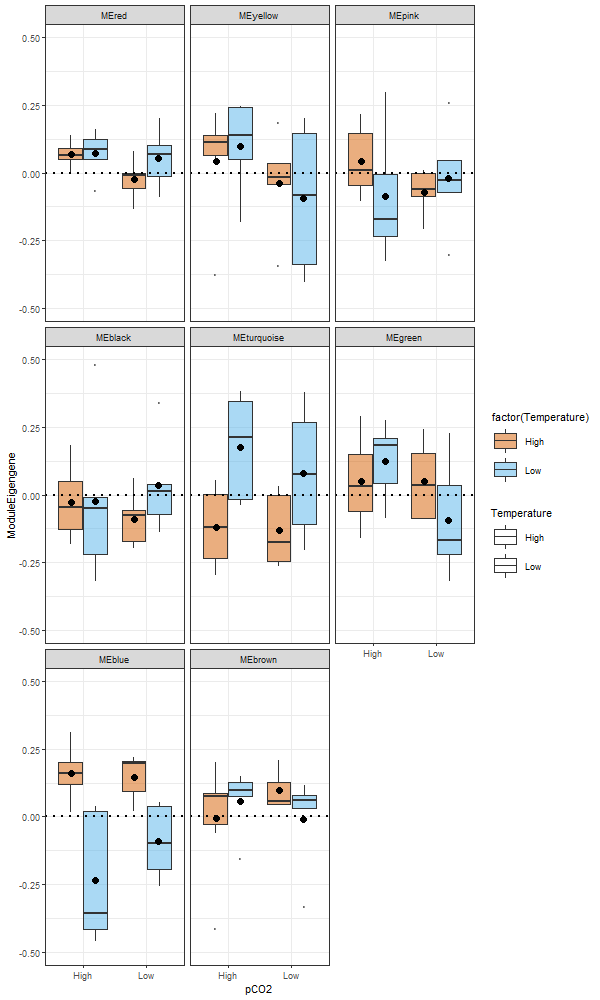 MEred MEyellow MEpink
0.50
0.25
0.00
-0.25
-0.50
MEblack MEturquoise MEgreen
0.50
0.25
0.00
-0.25
-0.50
High Low
MEblue MEbrown
0.50
0.25
0.00
-0.25
-0.50
High Low High Low
pCO2
ModuleEigengene
factor(Temperature)
High
Low
Temperature
High
Low